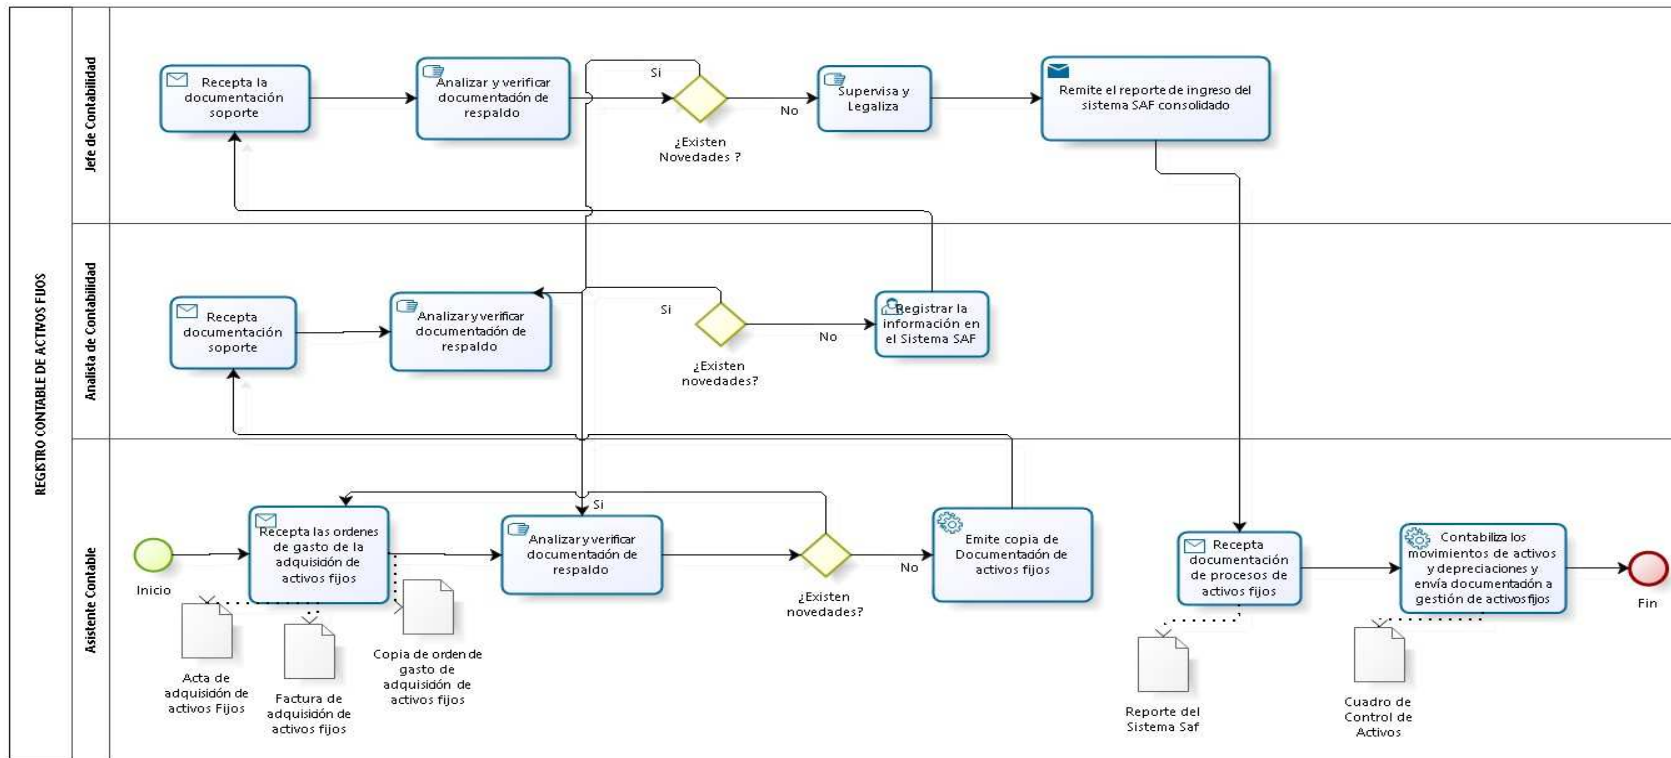 REGISTRO CONTABLE DE ACTIVOS FIJOS
Jefe de Contabilidad
Recepta la
documentación
soporte
Analizar y verificar
documentación de
respaldo
Si
¿Existen
Novedades ?
No
Supervisa y
Legaliza
Remite el reporte de ingreso del
sistema SAF consolidado
Analista de Contabilidad
Recepta
documentación
soporte
Analizar y verificar
documentación de
respaldo
Si
¿Existen
novedades?
No
Registrar la
información en
el Sistema SAF
Asistente Contable
Inicio
Recepta las ordenes
de gasto de la
adquisición de
activos fijos
Acta de
adquisición de
activos Fijos
Factura de
adquisición de
activos fijos
Copia de orden de
gasto de
adquisición de
activos fijos
Analizar y verificar
documentación de
respaldo
Si
¿Existen
novedades?
No
Emite copia de
Documentación de
activos fijos
Recepta
documentación
de procesos de
activos fijos
Reporte del
Sistema Saf
Contabiliza los
movimientos de activos
y depreciaciones y
envía documentación a
gestión de activos fijos
Cuadro de
Control de
Activos
Fin